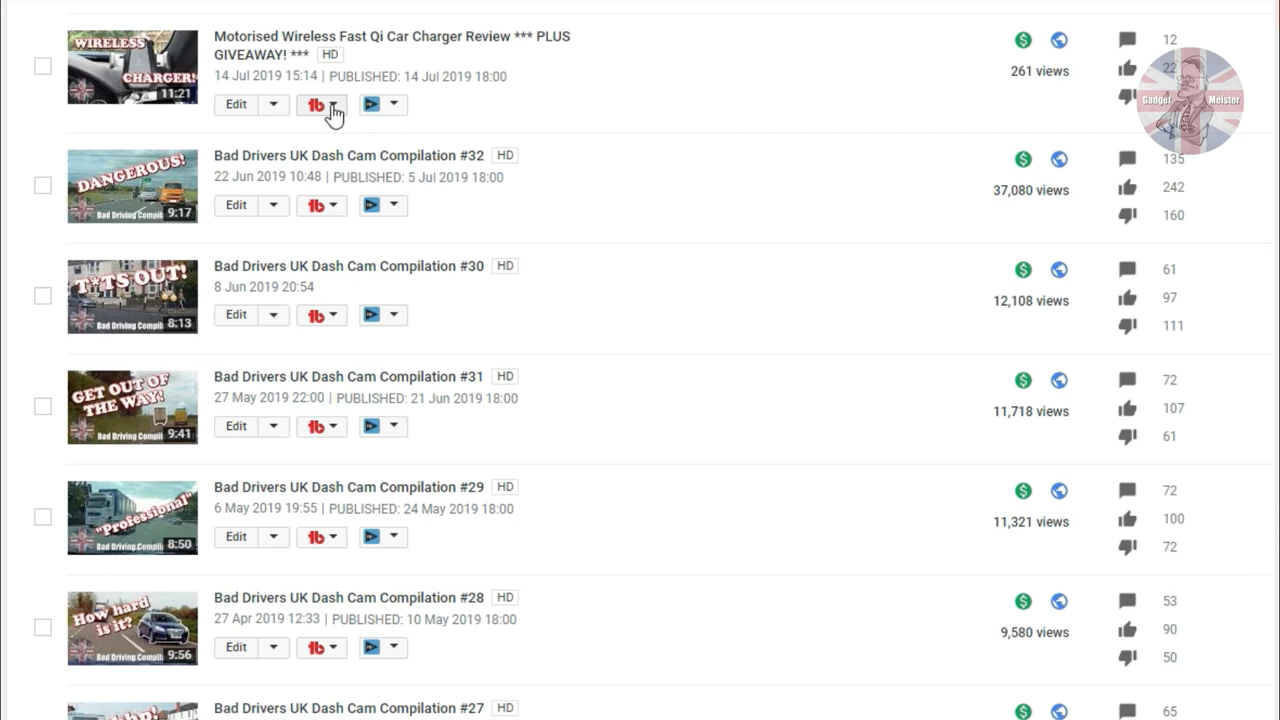 WIRELESS
CHARGER!
11:21
Motorised Wireless Fast Qi Car Charger Review *** PLUS
GIVEAWAY! *** HD
14 Jul 2019 15:14 | PUBLISHED: 14 Jul 2019 18:00
Edit
261 views
12
22
Gadget Meister
DANGEROUS!
Bad Driving Compil
9:17
Bad Drivers UK Dash Cam Compilation #32 HD
22 Jun 2019 10:48 | PUBLISHED: 5 Jul 2019 18:00
Edit
37,080 views
135
242
160
T*TS OUT!
Bad Driving Compil
8:13
Bad Drivers UK Dash Cam Compilation #30 HD
8 Jun 2019 20:54
Edit
12,108 views
61
97
111
GET OUT OF
THE WAY!
Bad Driving Compil
9:41
Bad Drivers UK Dash Cam Compilation #31 HD
27 May 2019 22:00 | PUBLISHED: 21 Jun 2019 18:00
Edit
11,718 views
72
107
61
"Professional"
Bad Driving Compil
8:50
Bad Drivers UK Dash Cam Compilation #29 HD
6 May 2019 19:55 | PUBLISHED: 24 May 2019 18:00
Edit
11,321 views
72
100
72
How hard
is it?
Bad Driving Compil
9:56
Bad Drivers UK Dash Cam Compilation #28 HD
27 Apr 2019 12:33 | PUBLISHED: 10 May 2019 18:00
Edit
9,580 views
53
90
50
Bad Drivers UK Dash Cam Compilation #27 HD
65